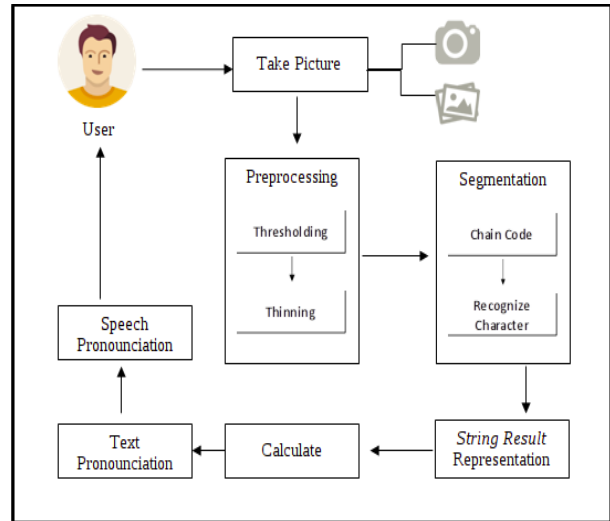 Take Picture
User
Preprocessing
Thresholding
Thinning
Segmentation
Chain Code
Recognize
Character
Speech
Pronounciation
Text
Pronounciation
Calculate
String Result
Representation